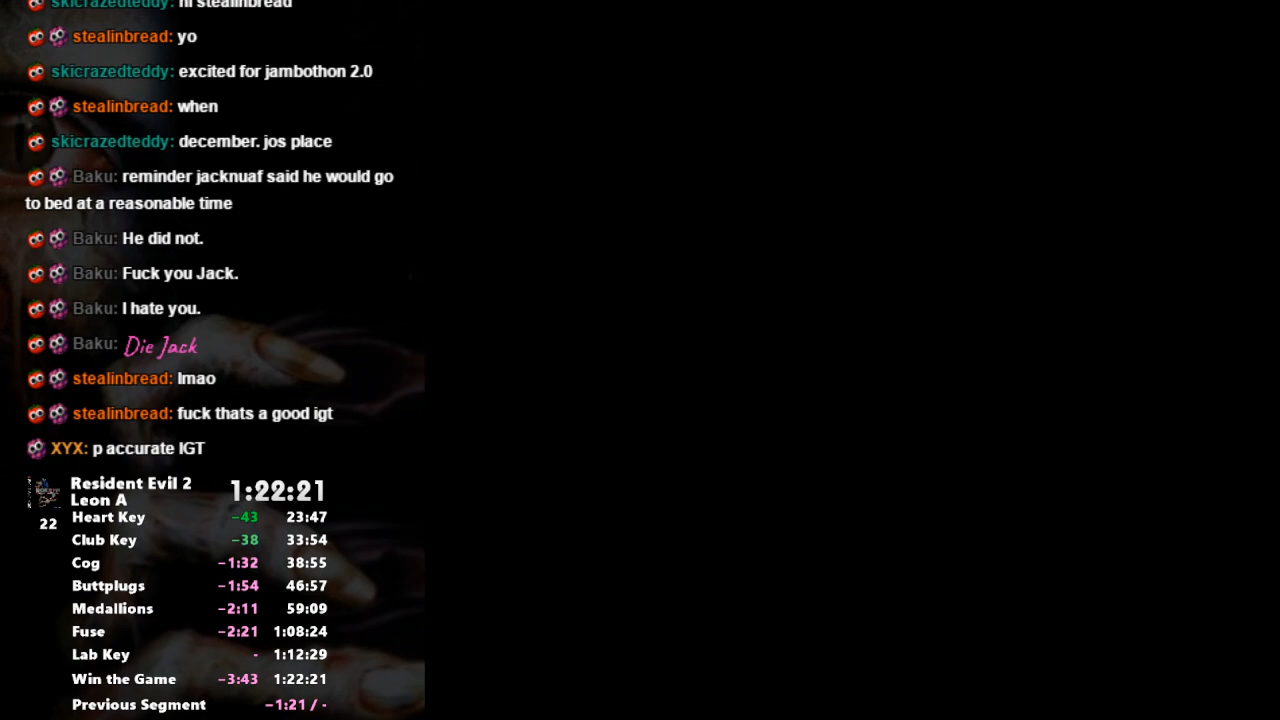 skicrazedteddy: hi stealinbread
stealinbread: yo
skicrazedteddy: excited for jambothon 2.0
stealinbread: when
skicrazedteddy: december. jos place
Baku: reminder jacknuaf said he would go
to bed at a reasonable time
Baku: He did not.
Baku: Fuck you Jack.
Baku: I hate you.
Baku: Die Jack
stealinbread: lmao
stealinbread: fuck thats a good igt
XYX: p accurate IGT
Resident Evil 2
Leon A
1:22:21
22
Heart Key -43 23:47
Club Key -38 33:54
Cog -1:32 38:55
Buttplugs -1:54 46:57
Medallions -2:11 59:09
Fuse -2:21 1:08:24
Lab Key - 1:12:29
Win the Game -3:43 1:22:21
Previous Segment -1:21 / -